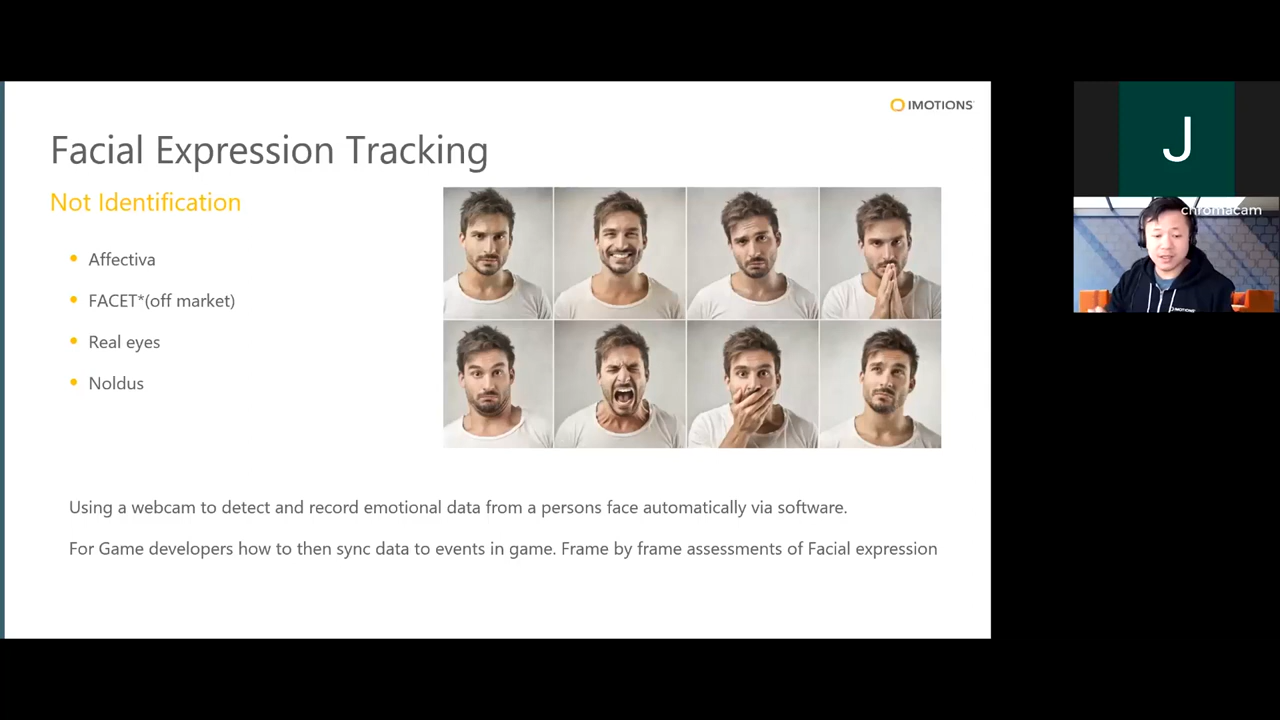 IMOTIONS
Facial Expression Tracking
Not Identification
Affectiva
FACET*(off market)
Real eyes
Noldus
Using a webcam to detect and record emotional data from a persons face automatically via software.
For Game developers how to then sync data to events in game. Frame by frame assessments of Facial expression
J
chromacam
IMOTIONS